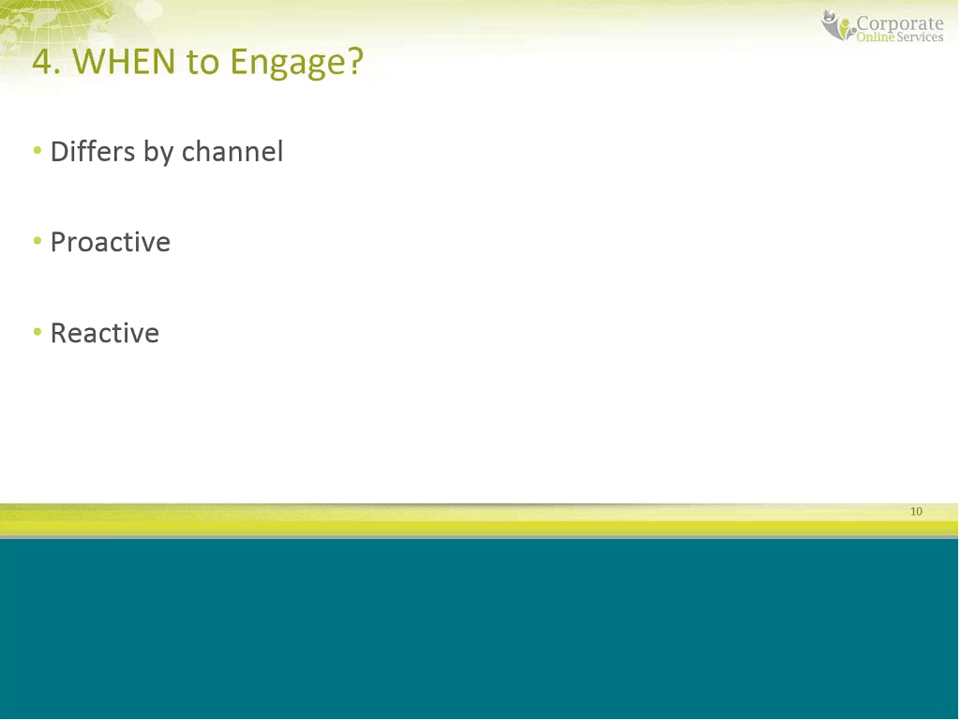 Corporate
Online Services
4. WHEN to Engage?
• Differs by channel
• Proactive
• Reactive
10